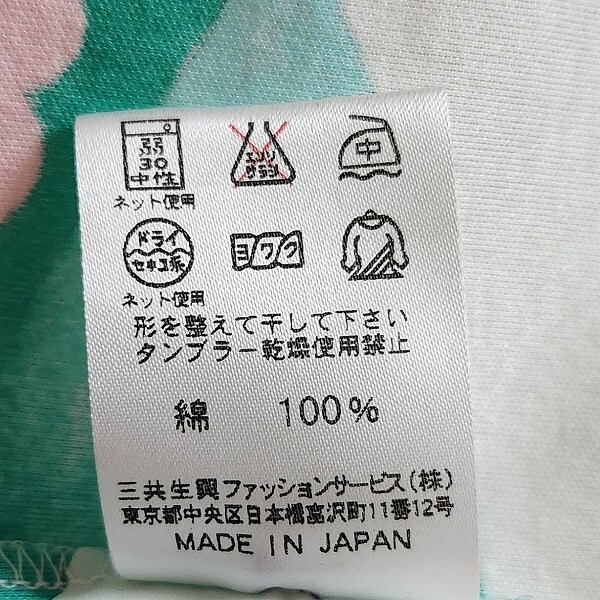 弱
30
中性
ネット使用
エンソ
サラシ
中
ドライ
セキユ系
ネット使用
ヨワク
形を整えて干して下さい
タンブラー乾燥使用禁止
綿 100%
三共生興ファッションサービス(株)
東京都中央区日本橋富沢町11番12号
MADE IN JAPAN